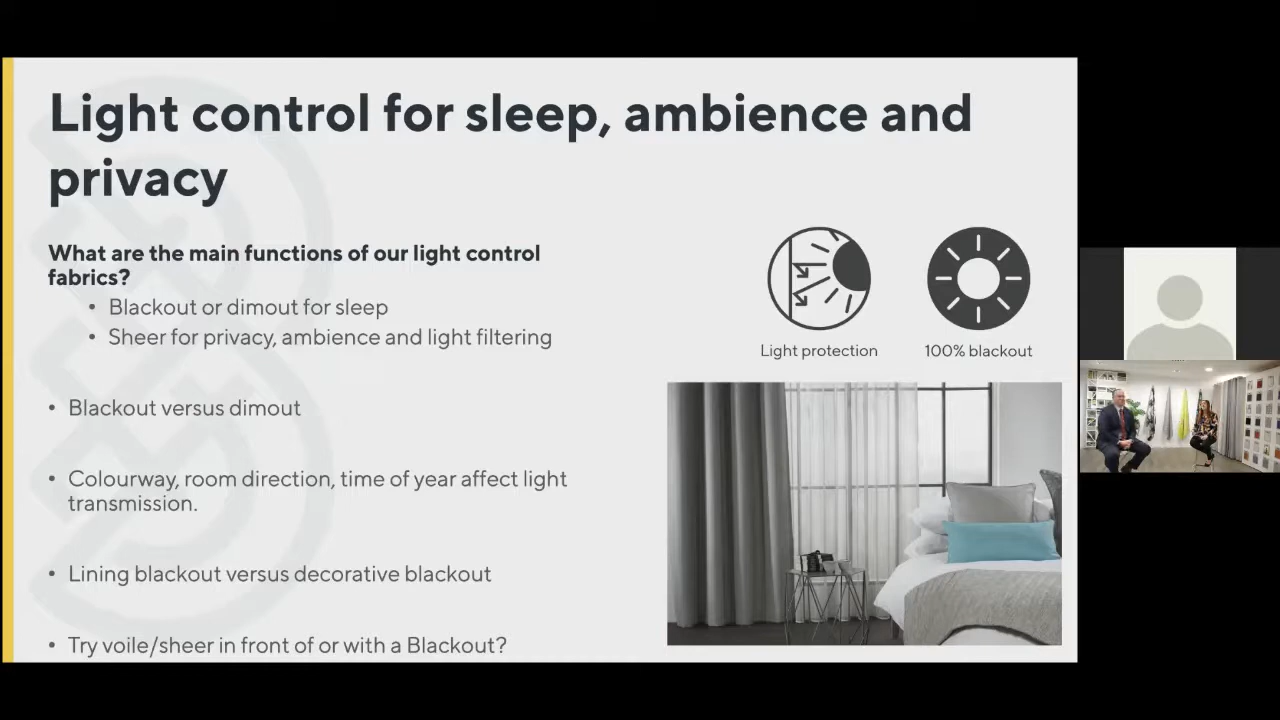 Light control for sleep, ambience and
privacy
What are the main functions of our light control
fabrics?
• Blackout or dimout for sleep
• Sheer for privacy, ambience and light filtering
• Blackout versus dimout
• Colourway, room direction, time of year affect light
transmission.
• Lining blackout versus decorative blackout
• Try voile/sheer in front of or with a Blackout?
Light protection
100% blackout